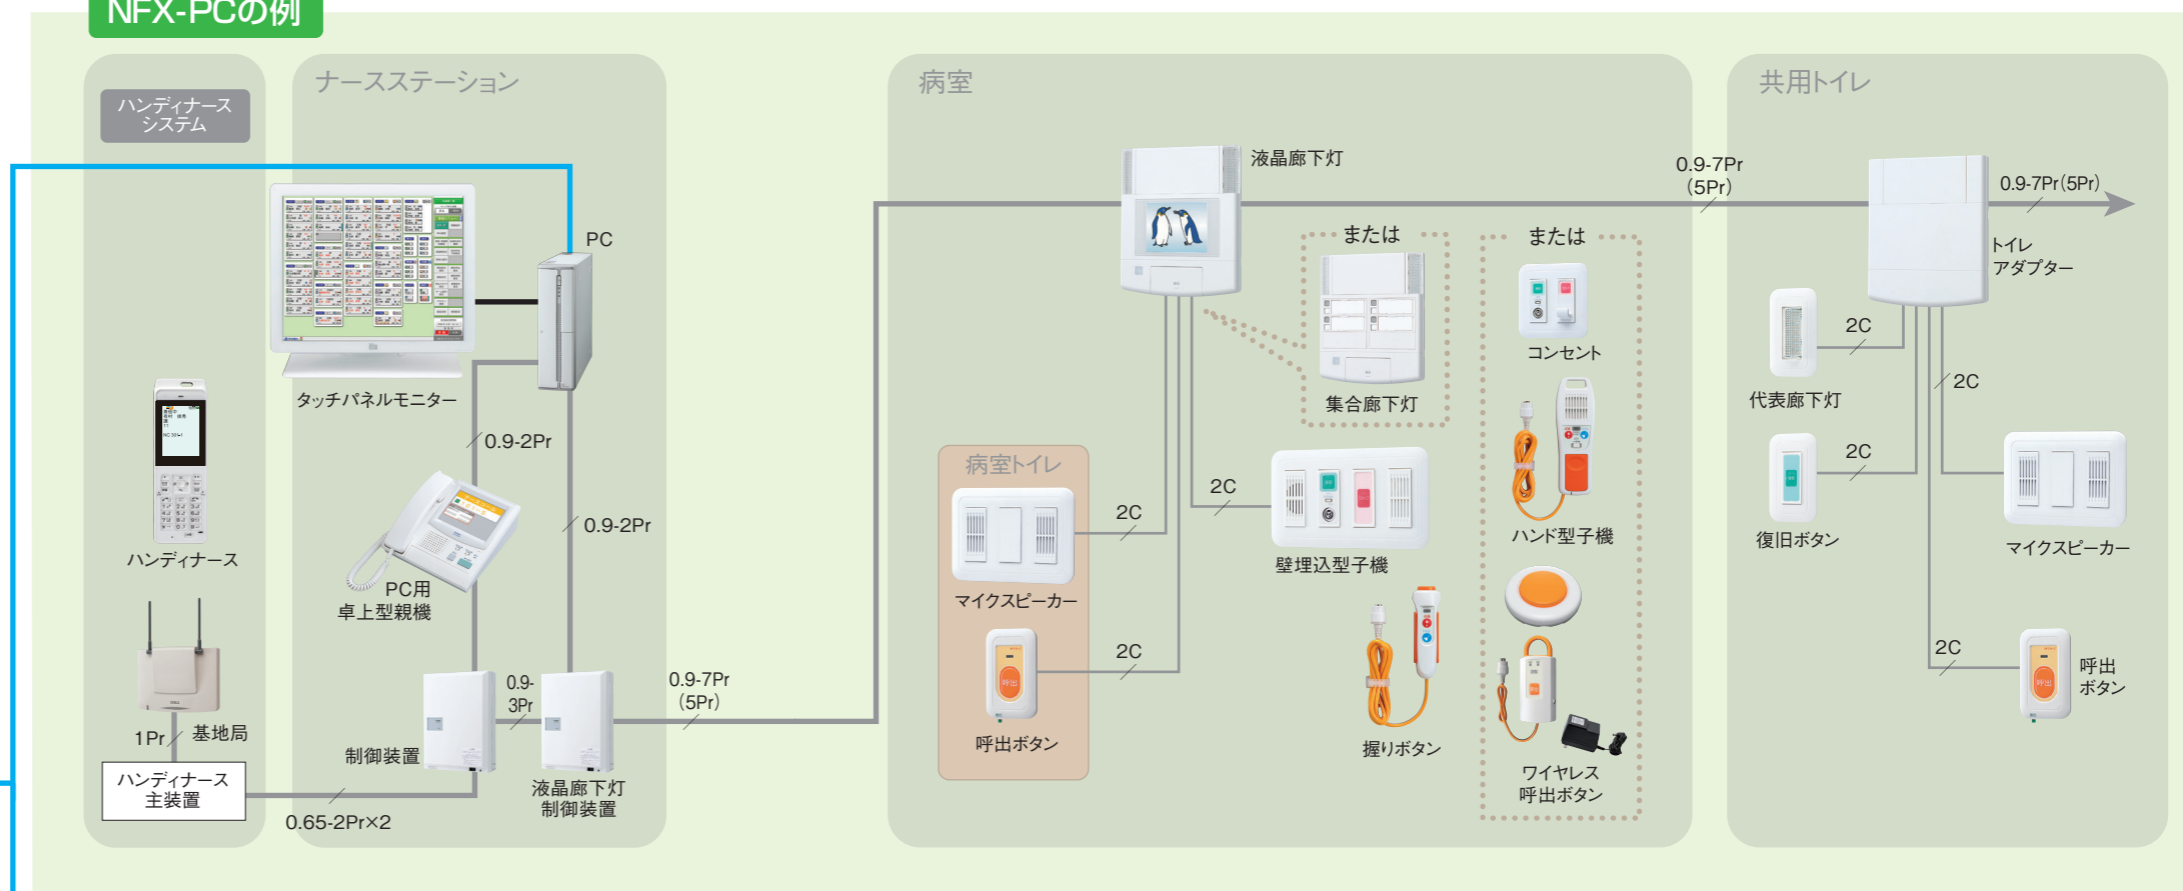 NFX-PCの例
ハンディナース
システム
ナースステーション
PC
タッチパネルモニター
0.9-2Pr
0.9-2Pr
ハンディナース
PC用
卓上型親機
基地局
1Pr
ハンディナース
主装置
0.65-2Pr×2
制御装置
0.9-
3Pr
液晶廊下灯
制御装置
0.9-7Pr
(5Pr)
病室
液晶廊下灯
または
集合廊下灯
または
コンセント
ハンド型子機
ワイヤレス
呼出ボタン
病室トイレ
マイクスピーカー
2C
呼出
呼出ボタン
2C
2C
壁埋込型子機
握りボタン
0.9-7Pr
(5Pr)
共用トイレ
0.9-7Pr(5Pr)
トイレ
アダプター
2C
代表廊下灯
2C
2C
復旧ボタン
マイクスピーカー
2C
呼出
呼出
ボタン